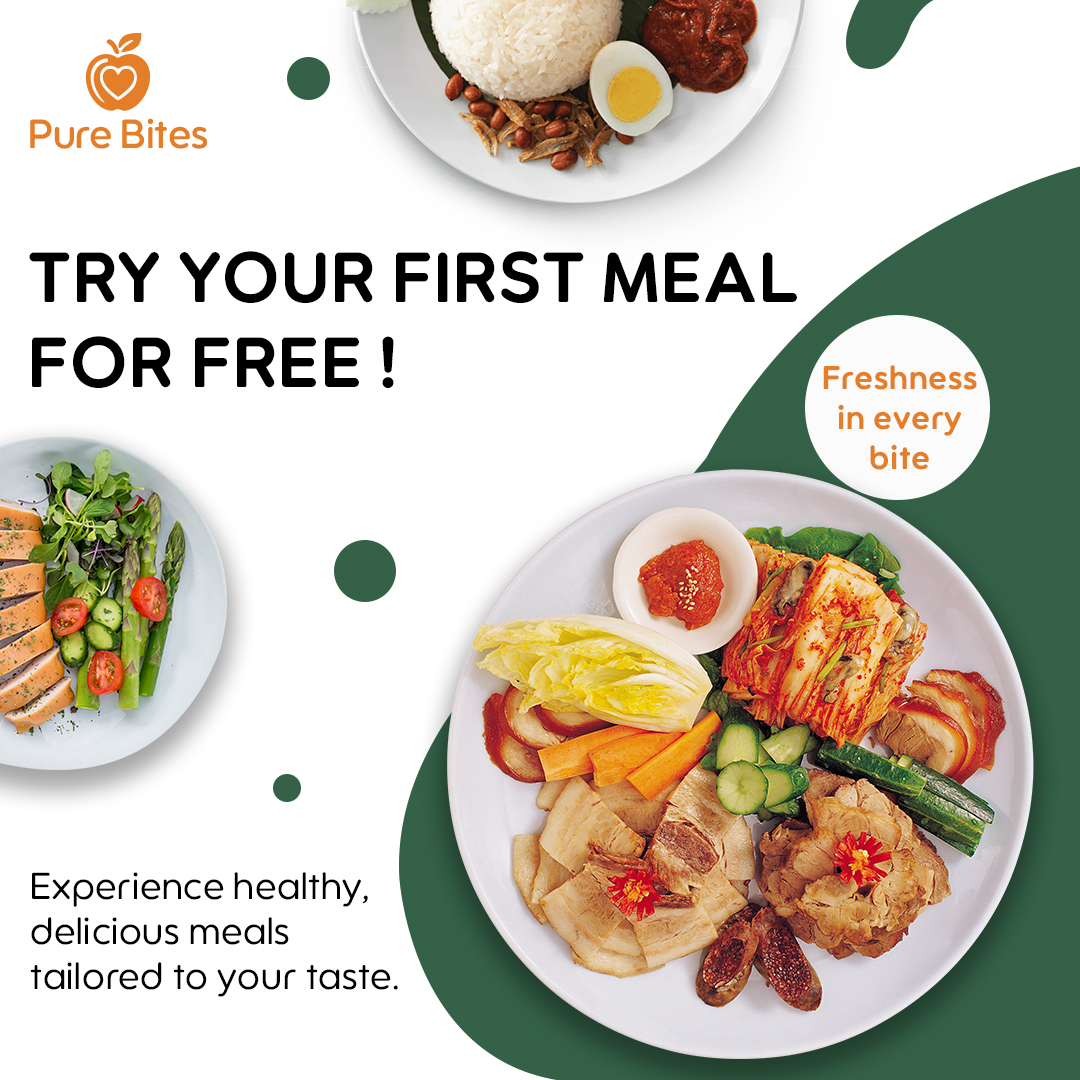 Pure Bites
TRY YOUR FIRST MEAL
FOR FREE !
Freshness
in every
bite
Experience healthy,
delicious meals
tailored to your taste.